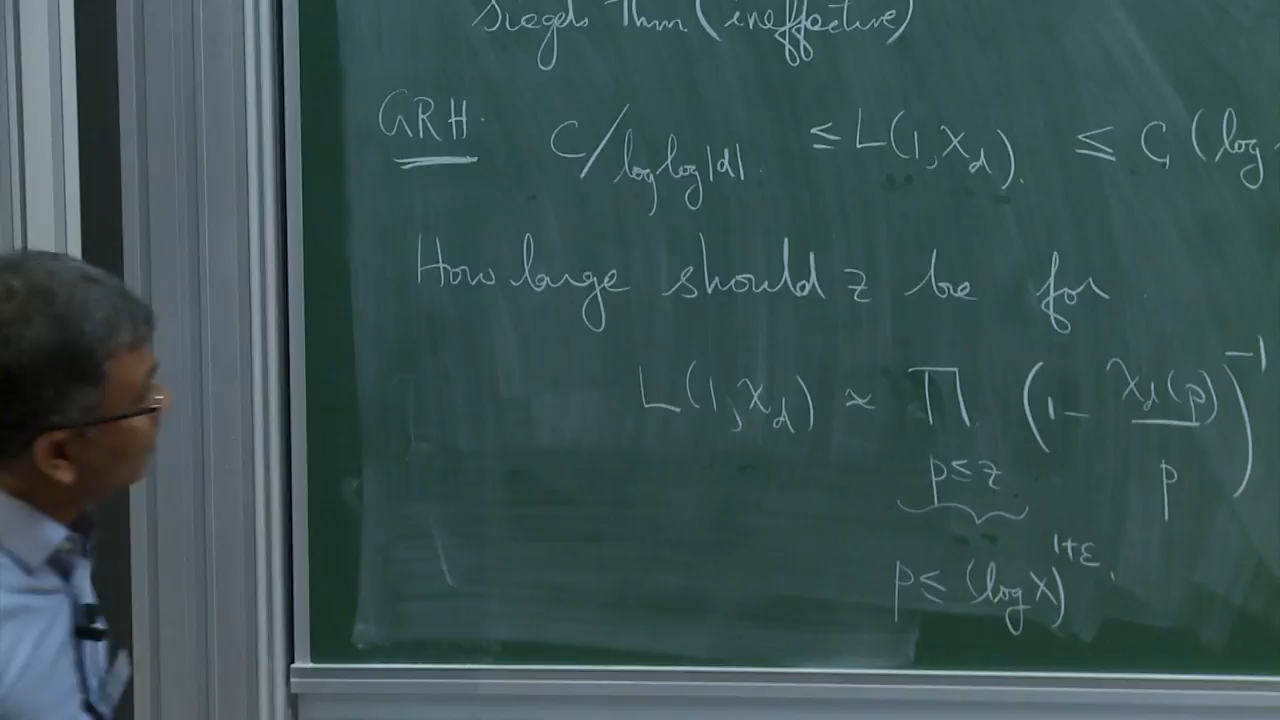 Siegel's Thm (ineffective)
GRH. C/log log |d|. ≤ L(1, χ_d). ≤ C (log
How large should z be for
L(1, χ_d) ≈ ∏_{p ≤ z} (1 - χ_d(p)/p)^{-1}
p ≤ (log X)^{1+ε}.